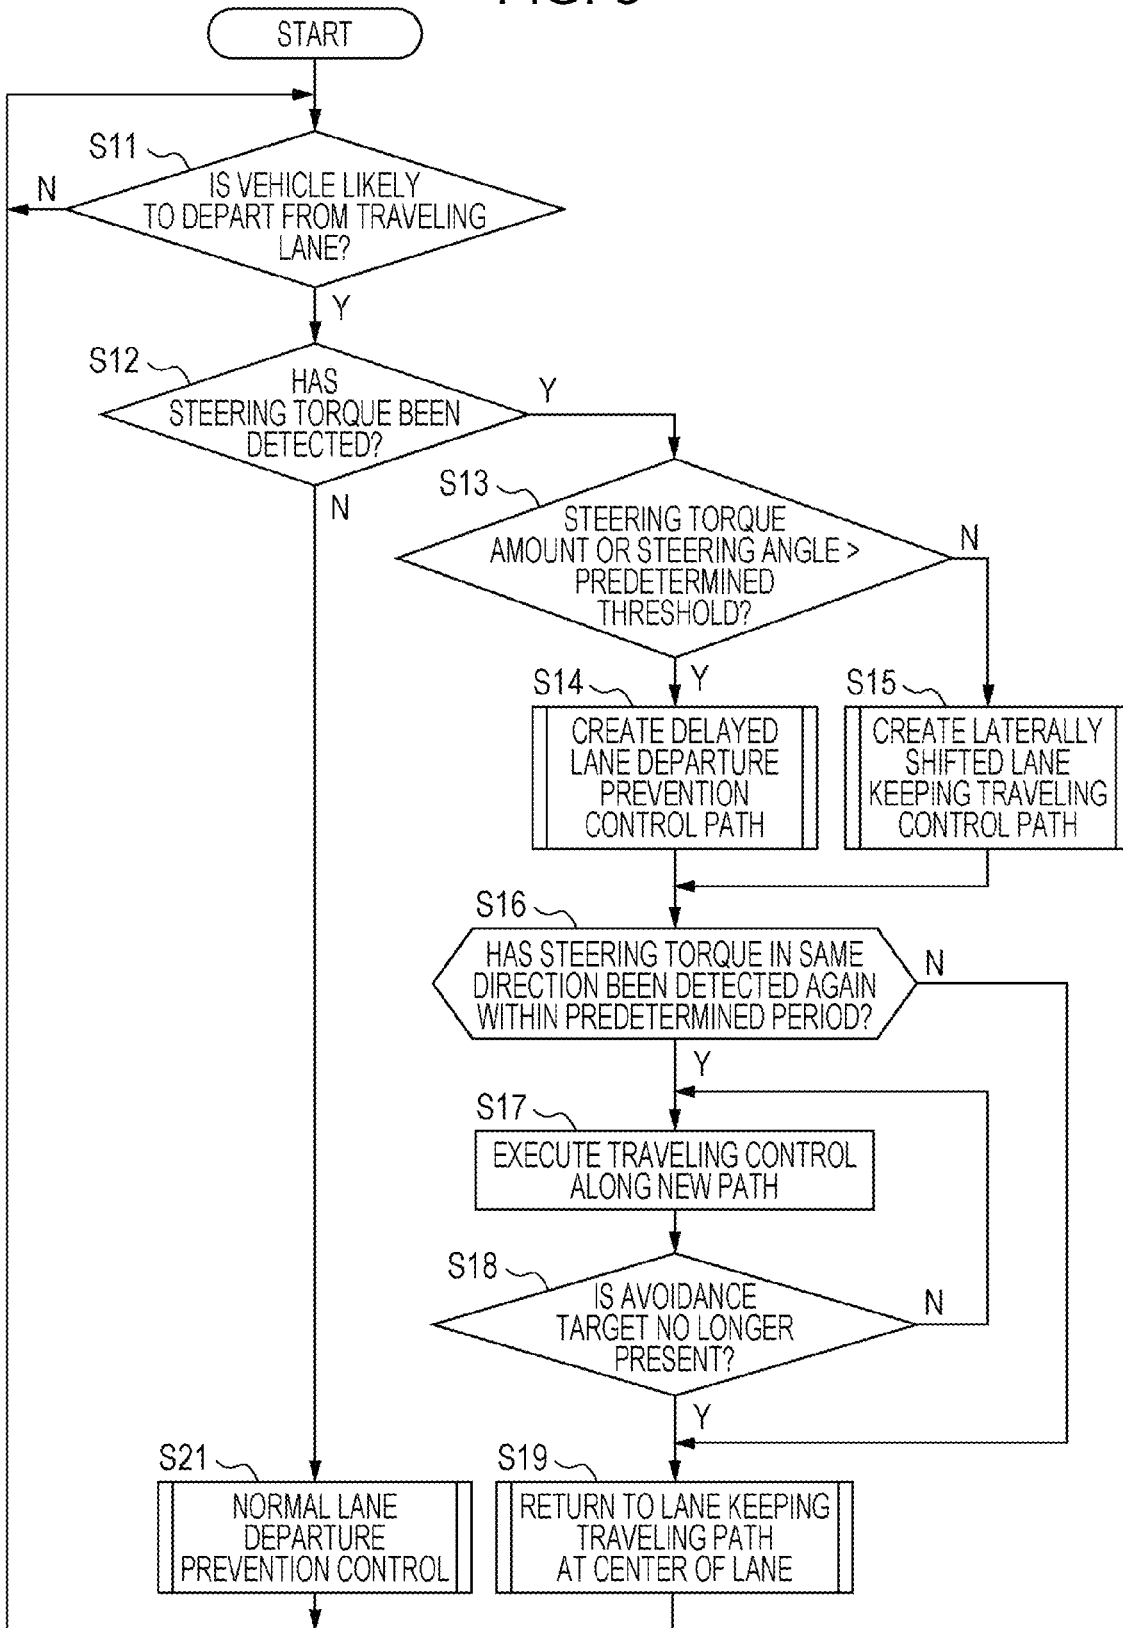 START
S11
N
IS VEHICLE LIKELY
TO DEPART FROM TRAVELING
LANE?
Y
S12
HAS
STEERING TORQUE BEEN
DETECTED?
Y
N
S13
STEERING TORQUE
AMOUNT OR STEERING ANGLE >
PREDETERMINED
THRESHOLD?
N
Y
S14
CREATE DELAYED
LANE DEPARTURE
PREVENTION
CONTROL PATH
S15
CREATE LATERALLY
SHIFTED LANE
KEEPING TRAVELING
CONTROL PATH
S16
HAS STEERING TORQUE IN SAME
DIRECTION BEEN DETECTED AGAIN
WITHIN PREDETERMINED PERIOD?
N
Y
S17
EXECUTE TRAVELING CONTROL
ALONG NEW PATH
S18
IS AVOIDANCE
TARGET NO LONGER
PRESENT?
N
Y
S21
NORMAL LANE
DEPARTURE
PREVENTION CONTROL
S19
RETURN TO LANE KEEPING
TRAVELING PATH
AT CENTER OF LANE